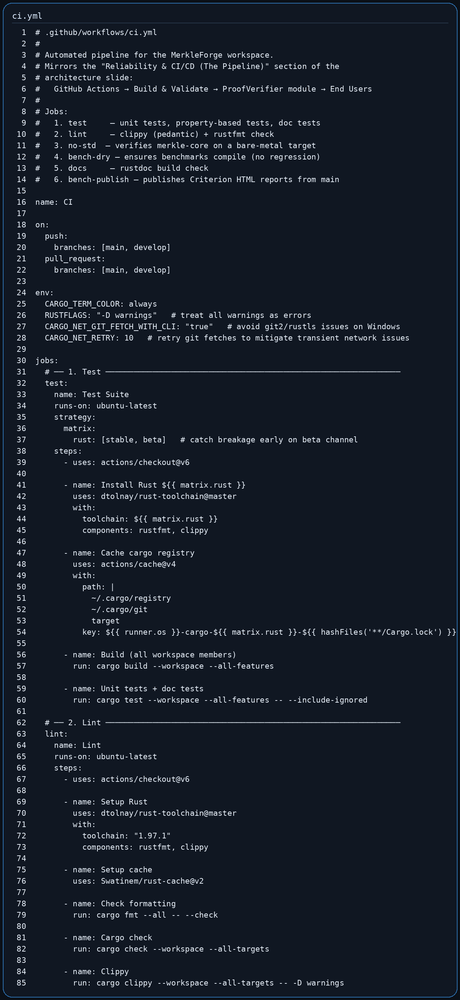 ci.yml
1 # .github/workflows/ci.yml
2 #
3 # Automated pipeline for the MerkleForge workspace.
4 # Mirrors the "Reliability & CI/CD (The Pipeline)" section of the
5 # architecture slide:
6 #   GitHub Actions → Build & Validate → ProofVerifier module → End Users
7 #
8 # Jobs:
9 #   1. test     — unit tests, property-based tests, doc tests
10 #   2. lint     — clippy (pedantic) + rustfmt check
11 #   3. no-std  — verifies merkle-core on a bare-metal target
12 #   4. bench-dry — ensures benchmarks compile (no regression)
13 #   5. docs     — rustdoc build check
14 #   6. bench-publish — publishes Criterion HTML reports from main
15
16 name: CI
17
18 on:
19   push:
20     branches: [main, develop]
21   pull_request:
22     branches: [main, develop]
23
24 env:
25   CARGO_TERM_COLOR: always
26   RUSTFLAGS: "-D warnings"   # treat all warnings as errors
27   CARGO_NET_GIT_FETCH_WITH_CLI: "true"   # avoid git2/rustls issues on Windows
28   CARGO_NET_RETRY: 10   # retry git fetches to mitigate transient network issues
29
30 jobs:
31   # ── 1. Test ───────────────────────────────────────────────────────────────
32   test:
33     name: Test Suite
34     runs-on: ubuntu-latest
35     strategy:
36       matrix:
37         rust: [stable, beta]   # catch breakage early on beta channel
38     steps:
39       - uses: actions/checkout@v6
40
41       - name: Install Rust ${{ matrix.rust }}
42         uses: dtolnay/rust-toolchain@master
43         with:
44           toolchain: ${{ matrix.rust }}
45           components: rustfmt, clippy
46
47       - name: Cache cargo registry
48         uses: actions/cache@v4
49         with:
50           path: |
51             ~/.cargo/registry
52             ~/.cargo/git
53             target
54           key: ${{ runner.os }}-cargo-${{ matrix.rust }}-${{ hashFiles('**/Cargo.lock') }}
55
56       - name: Build (all workspace members)
57         run: cargo build --workspace --all-features
58
59       - name: Unit tests + doc tests
60         run: cargo test --workspace --all-features -- --include-ignored
61
62   # ── 2. Lint ───────────────────────────────────────────────────────────────
63   lint:
64     name: Lint
65     runs-on: ubuntu-latest
66     steps:
67       - uses: actions/checkout@v6
68
69       - name: Setup Rust
70         uses: dtolnay/rust-toolchain@master
71         with:
72           toolchain: "1.97.1"
73           components: rustfmt, clippy
74
75       - name: Setup cache
76         uses: Swatinem/rust-cache@v2
77
78       - name: Check formatting
79         run: cargo fmt --all -- --check
80
81       - name: Cargo check
82         run: cargo check --workspace --all-targets
83
84       - name: Clippy
85         run: cargo clippy --workspace --all-targets -- -D warnings